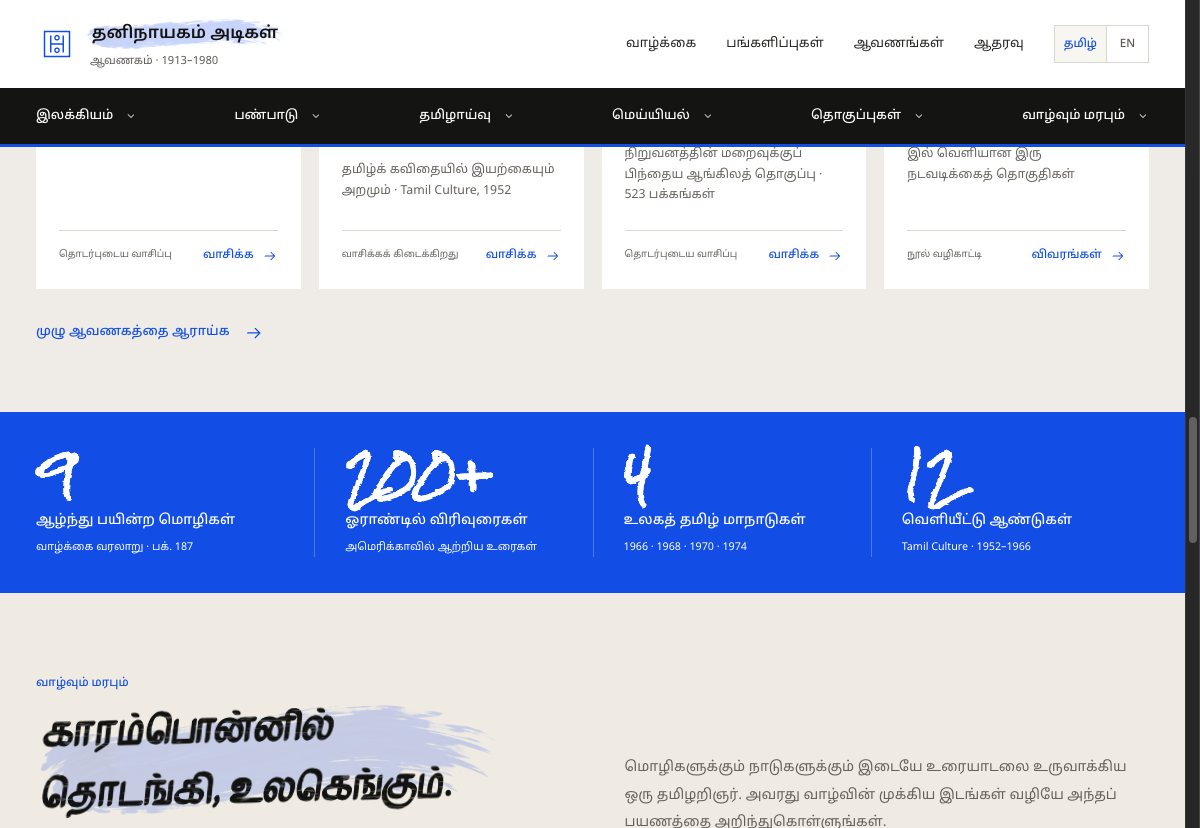 தனிநாயகம் அடிகள்
ஆவணகம் · 1913–1980
வாழ்க்கை
பங்களிப்புகள்
ஆவணங்கள்
ஆதரவு
தமிழ்
EN
இலக்கியம்
பண்பாடு
தமிழாய்வு
மெய்யியல்
தொகுப்புகள்
வாழ்வும் மரபும்
தமிழ்க் கவிதையில் இயற்கையும்
அறமும் · Tamil Culture, 1952
நிறுவனத்தின் மறைவுக்குப்
பிந்தைய ஆங்கிலத் தொகுப்பு ·
523 பக்கங்கள்
இல் வெளியான இரு
நடவடிக்கைத் தொகுதிகள்
தொடர்புடைய வாசிப்பு
வாசிக்க →
வாசிக்கக் கிடைக்கிறது
வாசிக்க →
தொடர்புடைய வாசிப்பு
வாசிக்க →
நூல் வழிகாட்டி
விவரங்கள் →
முழு ஆவணகத்தை ஆராய்க →
9
ஆழ்ந்து பயின்ற மொழிகள்
வாழ்க்கை வரலாறு · பக். 187
200+
ஓராண்டில் விரிவுரைகள்
அமெரிக்காவில் ஆற்றிய உரைகள்
4
உலகத் தமிழ் மாநாடுகள்
1966 · 1968 · 1970 · 1974
12
வெளியீட்டு ஆண்டுகள்
Tamil Culture · 1952–1966
வாழ்வும் மரபும்
காரம்பொன்னில்
தொடங்கி, உலகெங்கும்.
மொழிகளுக்கும் நாடுகளுக்கும் இடையே உரையாடலை உருவாக்கிய
ஒரு தமிழறிஞர். அவரது வாழ்வின் முக்கிய இடங்கள் வழியே அந்தப்
பயணத்தை அறிந்துகொள்ளுங்கள்.